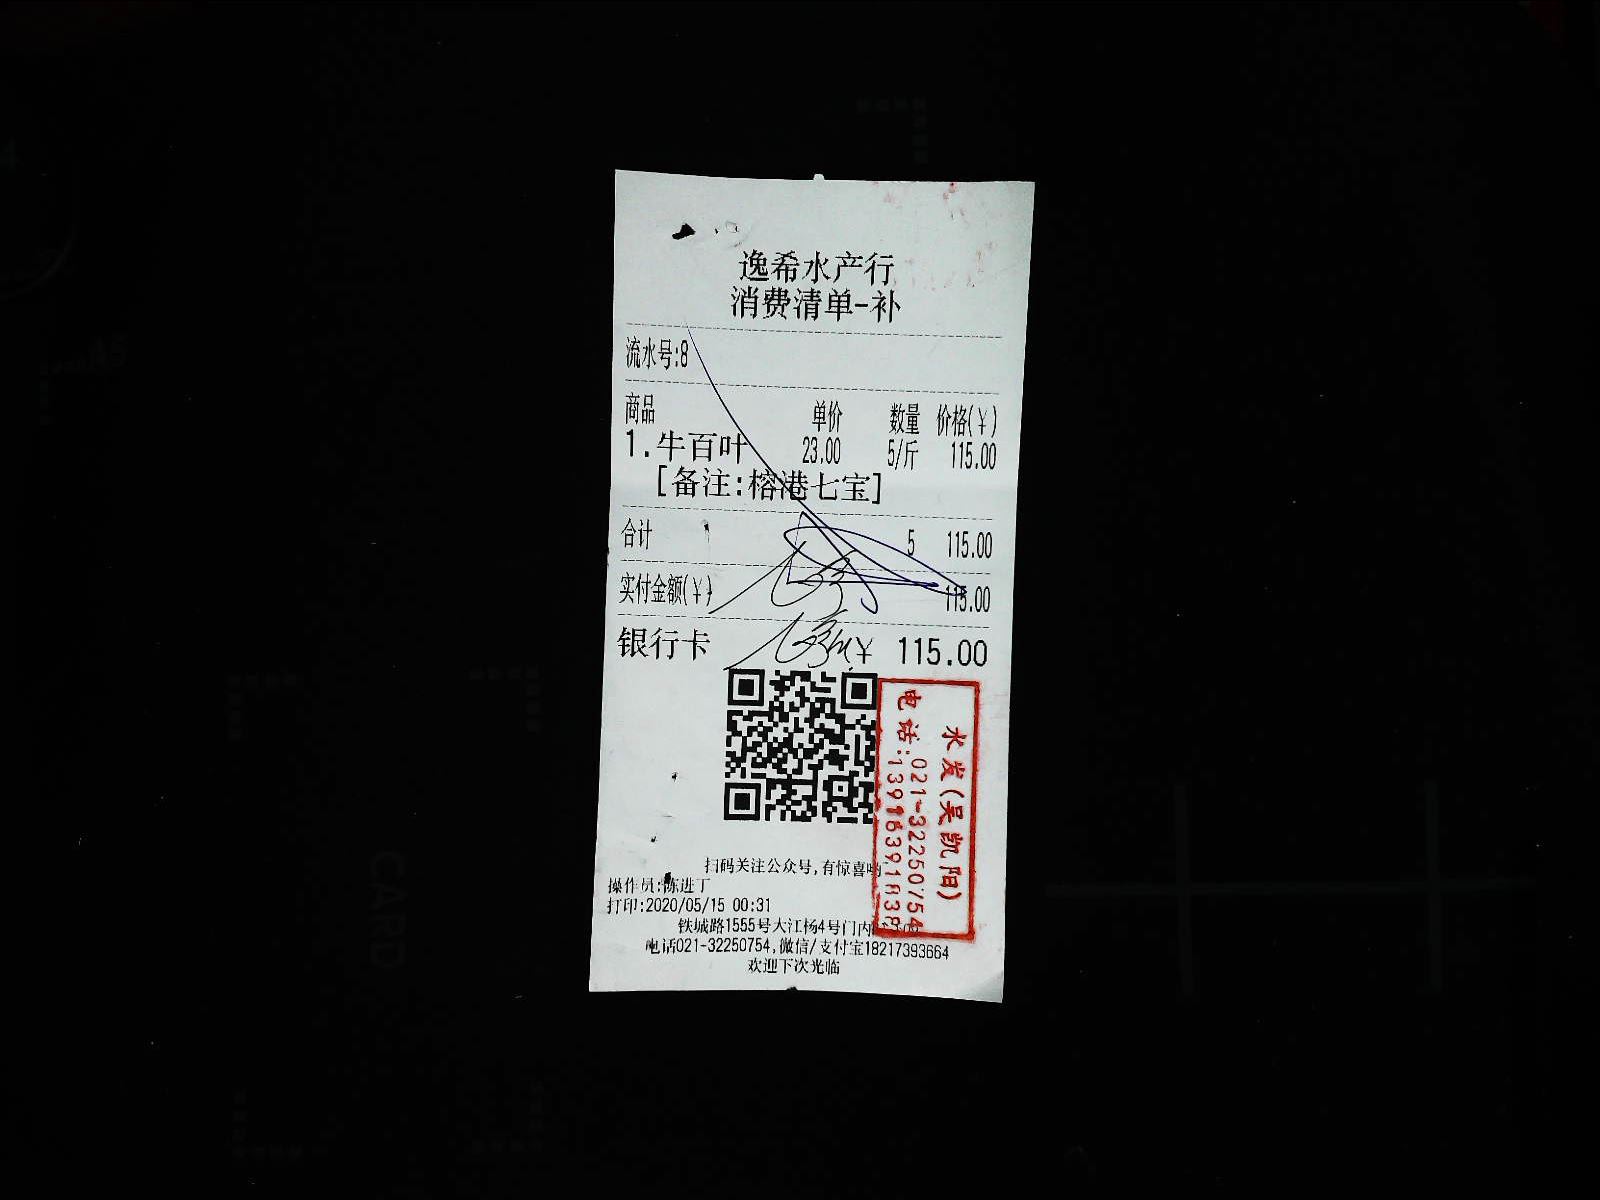 逸希水产行
消费清单-补
流水号:8
商品 单价 数量 价格(¥)
1.牛百叶 23.00 5/斤 115.00
[备注:榕港七宝]
合计 5 115.00
实付金额(¥) 115.00
银行卡 ¥ 115.00
水发(吴凯阳)
电话:021-32250754
13916391838
扫码关注公众号,有惊喜哟
操作员:陈进丁
打印:2020/05/15 00:31
铁城路1555号大江杨4号门内
电话021-32250754,微信/支付宝18217393664
欢迎下次光临
CARD